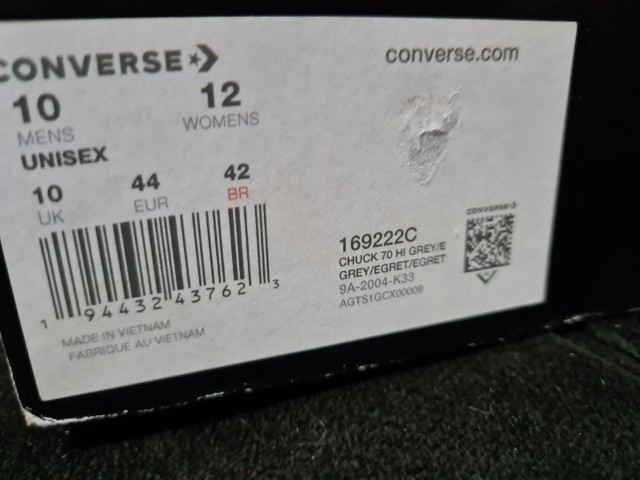 CONVERSE
converse.com
10
MENS
12
WOMENS
UNISEX
10
UK
44
EUR
42
BR
1 94432 43762 3
MADE IN VIETNAM
FABRIQUE AU VIETNAM
169222C
CHUCK 70 HI GREY/E
GREY/EGRET/EGRET
9A-2004-K33
AGTS1GCX00009
CONVERSE